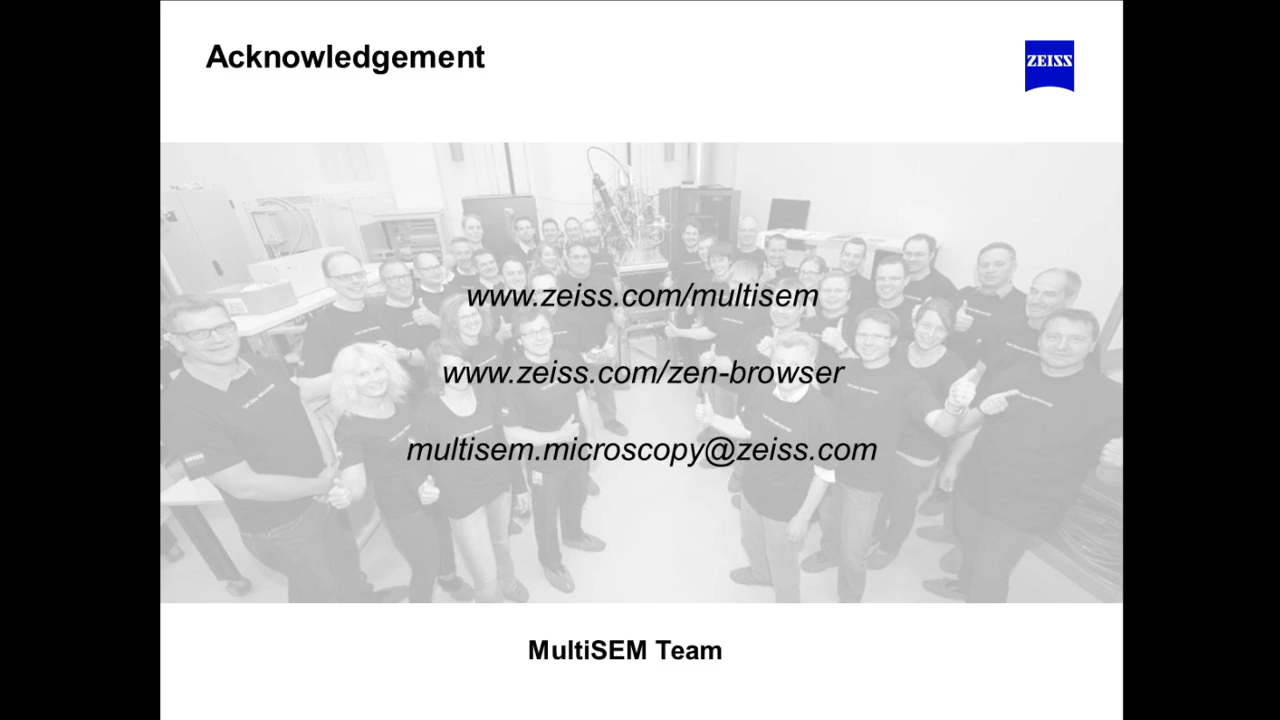 Acknowledgement
ZEISS
www.zeiss.com/multisem
www.zeiss.com/zen-browser
multisem.microscopy@zeiss.com
MultiSEM Team